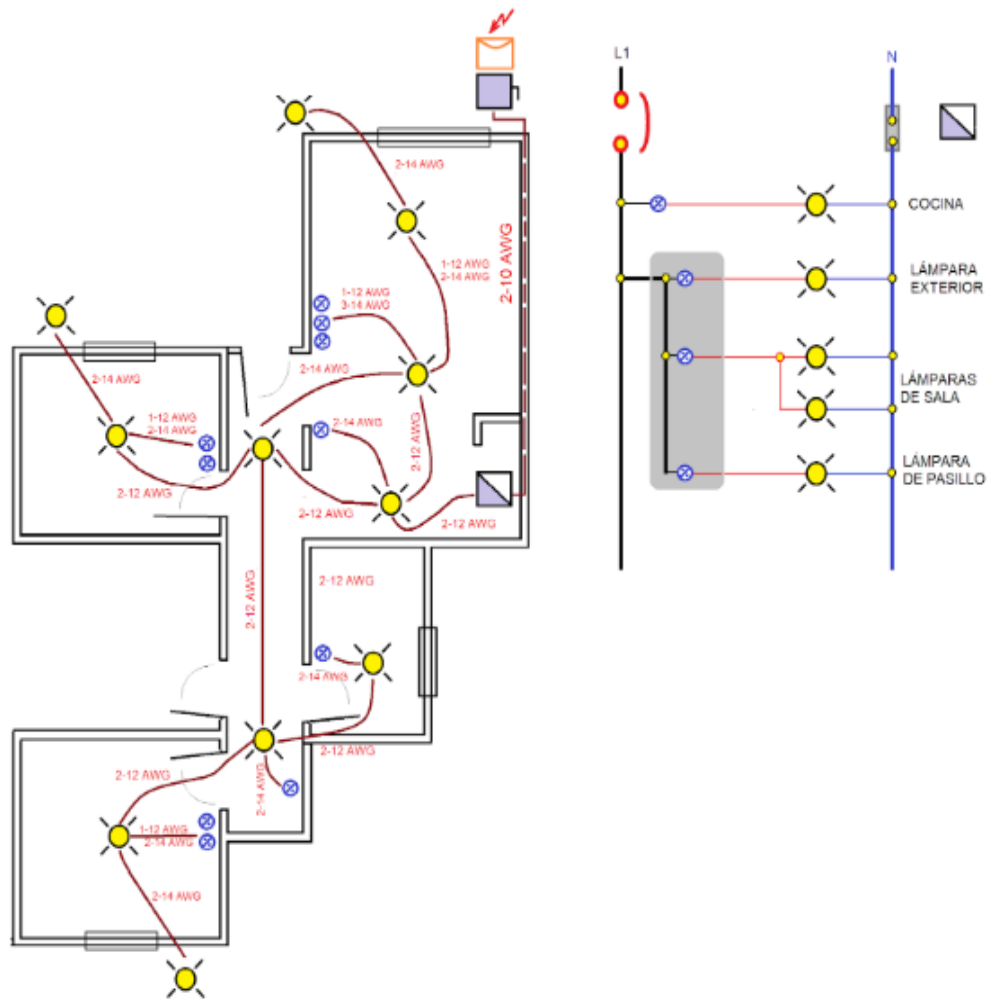 L1
N
2-14 AWG
2-10 AWG
COCINA
1-12 AWG
2-14 AWG
LÁMPARA
EXTERIOR
1-12 AWG
3-14 AWG
2-14 AWG
2-14 AWG
LÁMPARAS
DE SALA
1-12 AWG
2-14 AWG
2-14 AWG
2-12 AWG
LÁMPARA
DE PASILLO
2-12 AWG
2-12 AWG
2-12 AWG
2-12 AWG
2-12 AWG
2-14 AWG
2-12 AWG
2-12 AWG
2-14 AWG
1-12 AWG
2-14 AWG
2-14 AWG